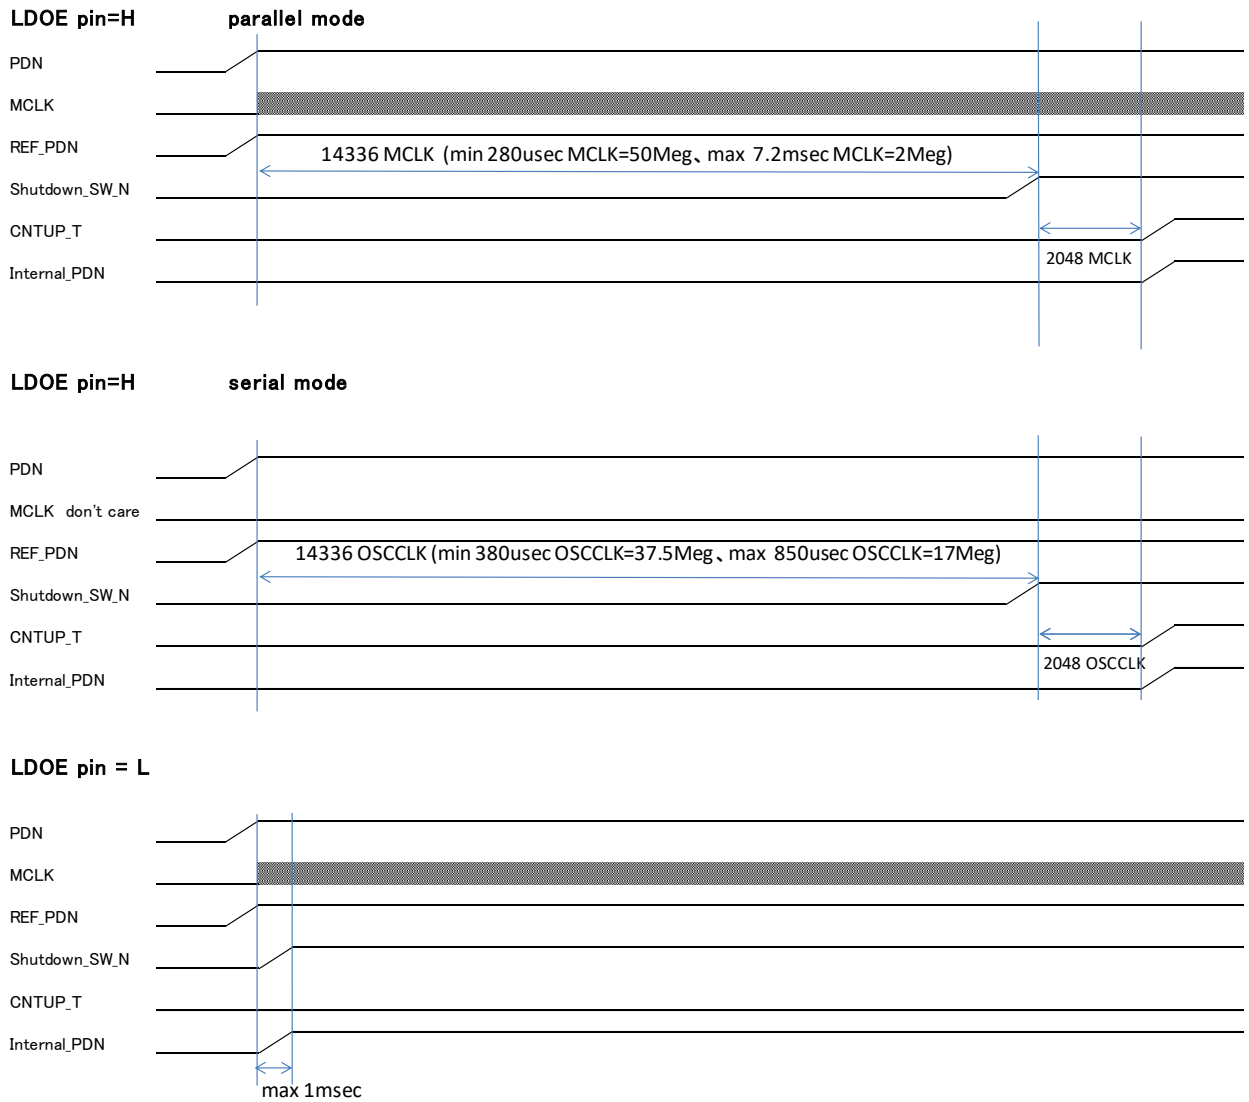 LDOE pin=H parallel mode
PDN
MCLK
REF_PDN
14336 MCLK (min 280usec MCLK=50Meg、max 7.2msec MCLK=2Meg)
Shutdown_SW_N
CNTUP_T
2048 MCLK
Internal_PDN
LDOE pin=H serial mode
PDN
MCLK don't care
REF_PDN
14336 OSCCLK (min 380usec OSCCLK=37.5Meg、max 850usec OSCCLK=17Meg)
Shutdown_SW_N
CNTUP_T
2048 OSCCLK
Internal_PDN
LDOE pin = L
PDN
MCLK
REF_PDN
Shutdown_SW_N
CNTUP_T
Internal_PDN
max 1msec